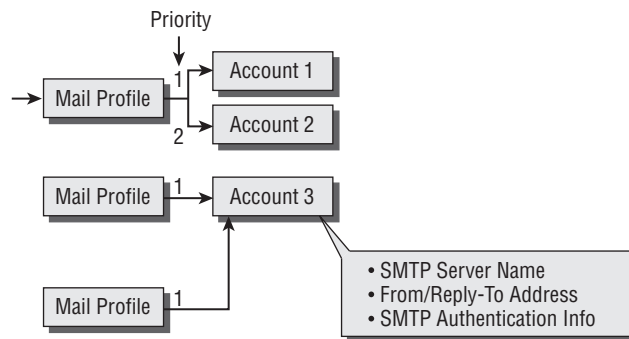 Priority
1
Account 1
Mail Profile
Account 2
2
Mail Profile
1
Account 3
• SMTP Server Name
• From/Reply-To Address
• SMTP Authentication Info
Mail Profile
1